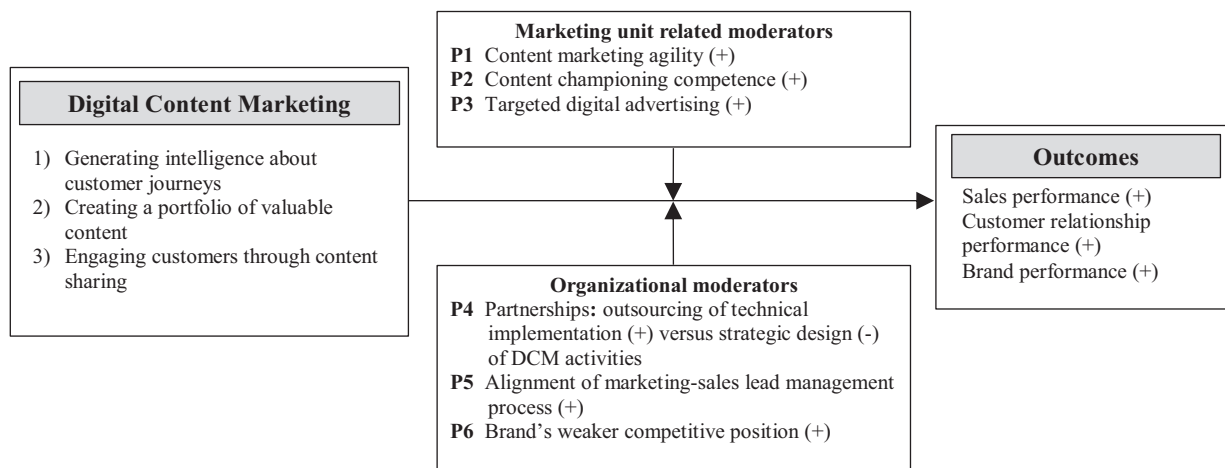 Digital Content Marketing
1) Generating intelligence about
customer journeys
2) Creating a portfolio of valuable
content
3) Engaging customers through content
sharing
Marketing unit related moderators
P1 Content marketing agility (+)
P2 Content championing competence (+)
P3 Targeted digital advertising (+)
Organizational moderators
P4 Partnerships: outsourcing of technical
implementation (+) versus strategic design (-)
of DCM activities
P5 Alignment of marketing-sales lead management
process (+)
P6 Brand’s weaker competitive position (+)
Outcomes
Sales performance (+)
Customer relationship
performance (+)
Brand performance (+)